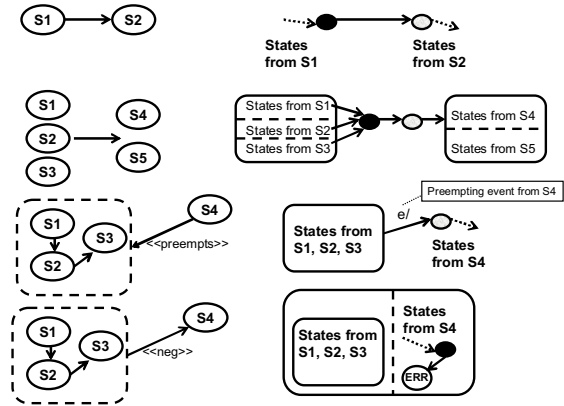 S1
S2
States
from S1
States
from S2
S1
S2
S3
S4
S5
States from S1
States from S2
States from S3
States from S4
States from S5
S1
S2
S3
S4
<<preempts>>
States from
S1, S2, S3
e/
Preempting event from S4
States
from S4
S1
S2
S3
S4
<<neg>>
States from
S1, S2, S3
States
from S4
ERR